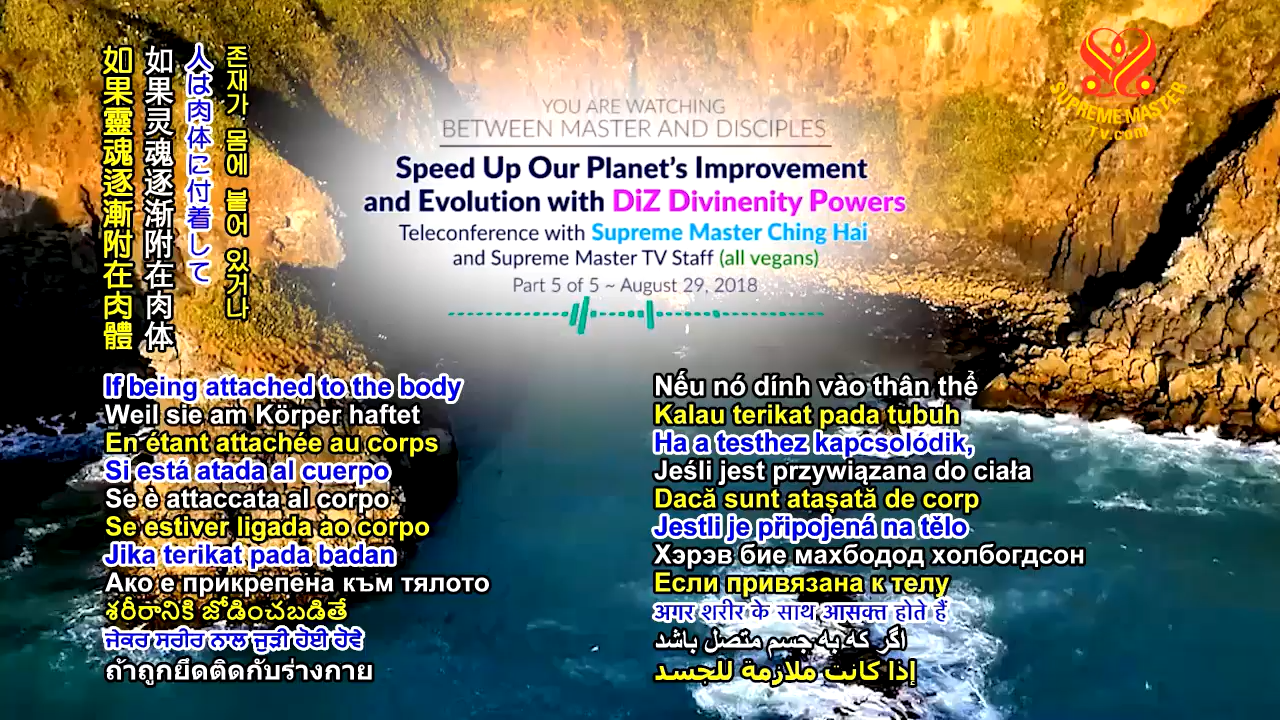 如果靈魂逐漸附在肉體
如果灵魂逐渐附在肉体
人は肉体に付着して
존재가 몸에 붙어 있거나
SUPREME MASTER
TV.com
YOU ARE WATCHING
BETWEEN MASTER AND DISCIPLES
Speed Up Our Planet’s Improvement
and Evolution with DiZ Divinenity Powers
Teleconference with Supreme Master Ching Hai
and Supreme Master TV Staff (all vegans)
Part 5 of 5 ~ August 29, 2018
If being attached to the body
Weil sie am Körper haftet
En étant attachée au corps
Si está atada al cuerpo
Se è attaccata al corpo
Se estiver ligada ao corpo
Jika terikat pada badan
Ако е прикрепена към тялото
శరీరానికి జోడించబడితే
ਜੇਕਰ ਸਰੀਰ ਨਾਲ ਜੁੜੀ ਹੋਈ ਹੋਵੇ
ถ้าถูกยึดติดกับร่างกาย
Nếu nó dính vào thân thể
Kalau terikat pada tubuh
Ha a testhez kapcsolódik,
Jeśli jest przywiązana do ciała
Dacă sunt atașată de corp
Jestli je připojená na tělo
Хэрэв бие махбодод холбогдсон
Если привязана к телу
अगर शरीर के साथ आसक्त होते हैं
اگر که به جسم متصل باشد
إذا كانت ملازمة للجسد